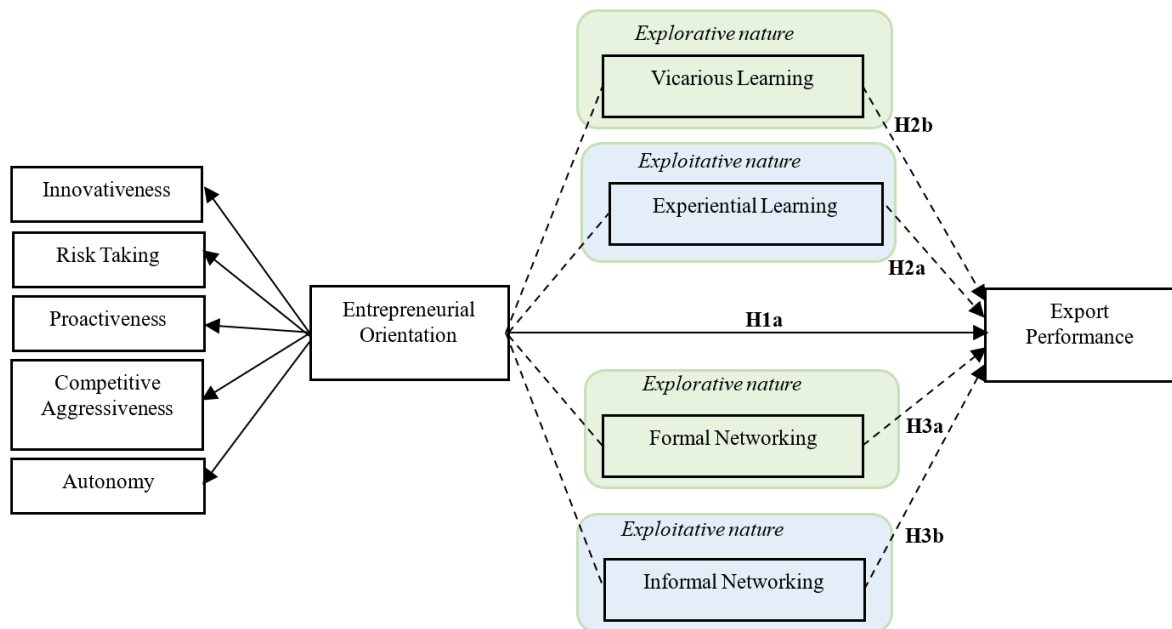 Innovativeness
Risk Taking
Proactiveness
Competitive
Aggressiveness
Autonomy
Entrepreneurial
Orientation
Explorative nature
Vicarious Learning
Exploitative nature
Experiential Learning
Explorative nature
Formal Networking
Exploitative nature
Informal Networking
H2b
H2a
H1a
H3a
H3b
Export
Performance